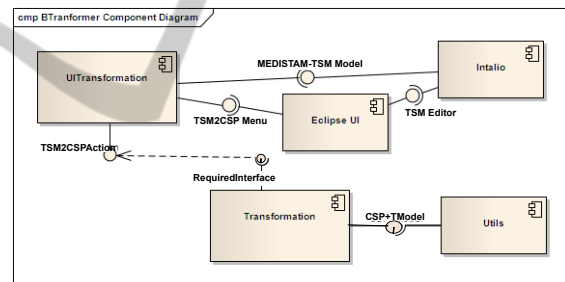 cmp BTranformer Component Diagram
MEDISTAM-TSM Model
UITransformation
Intalio
TSM2CSP Menu
Eclipse UI
TSM Editor
TSM2CSPAction
RequiredInterface
Transformation
CSP+TModel
Utils